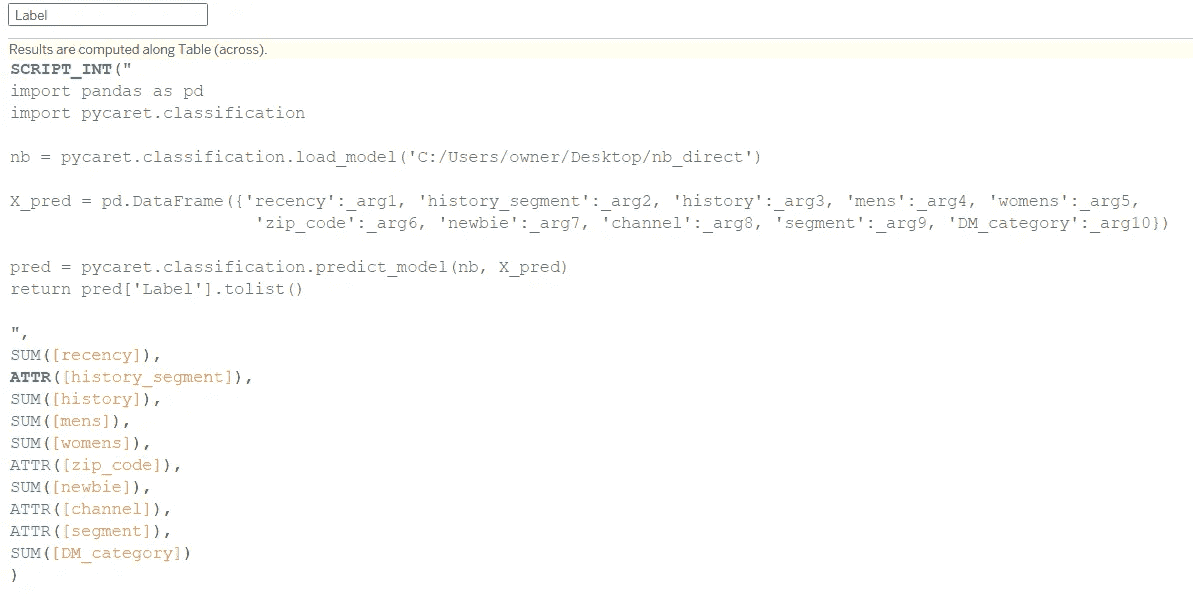 Label
Results are computed along Table (across).
SCRIPT_INT("
import pandas as pd
import pycaret.classification
nb = pycaret.classification.load_model('C:/Users/owner/Desktop/nb_direct')
X_pred = pd.DataFrame({'recency':_arg1, 'history_segment':_arg2, 'history':_arg3, 'mens':_arg4, 'womens':_arg5,
'zip_code':_arg6, 'newbie':_arg7, 'channel':_arg8, 'segment':_arg9, 'DM_category':_arg10})
pred = pycaret.classification.predict_model(nb, X_pred)
return pred['Label'].tolist()
",
SUM([recency]),
ATTR([history_segment]),
SUM([history]),
SUM([mens]),
SUM([womens]),
ATTR([zip_code]),
SUM([newbie]),
ATTR([channel]),
ATTR([segment]),
SUM([DM_category])
)